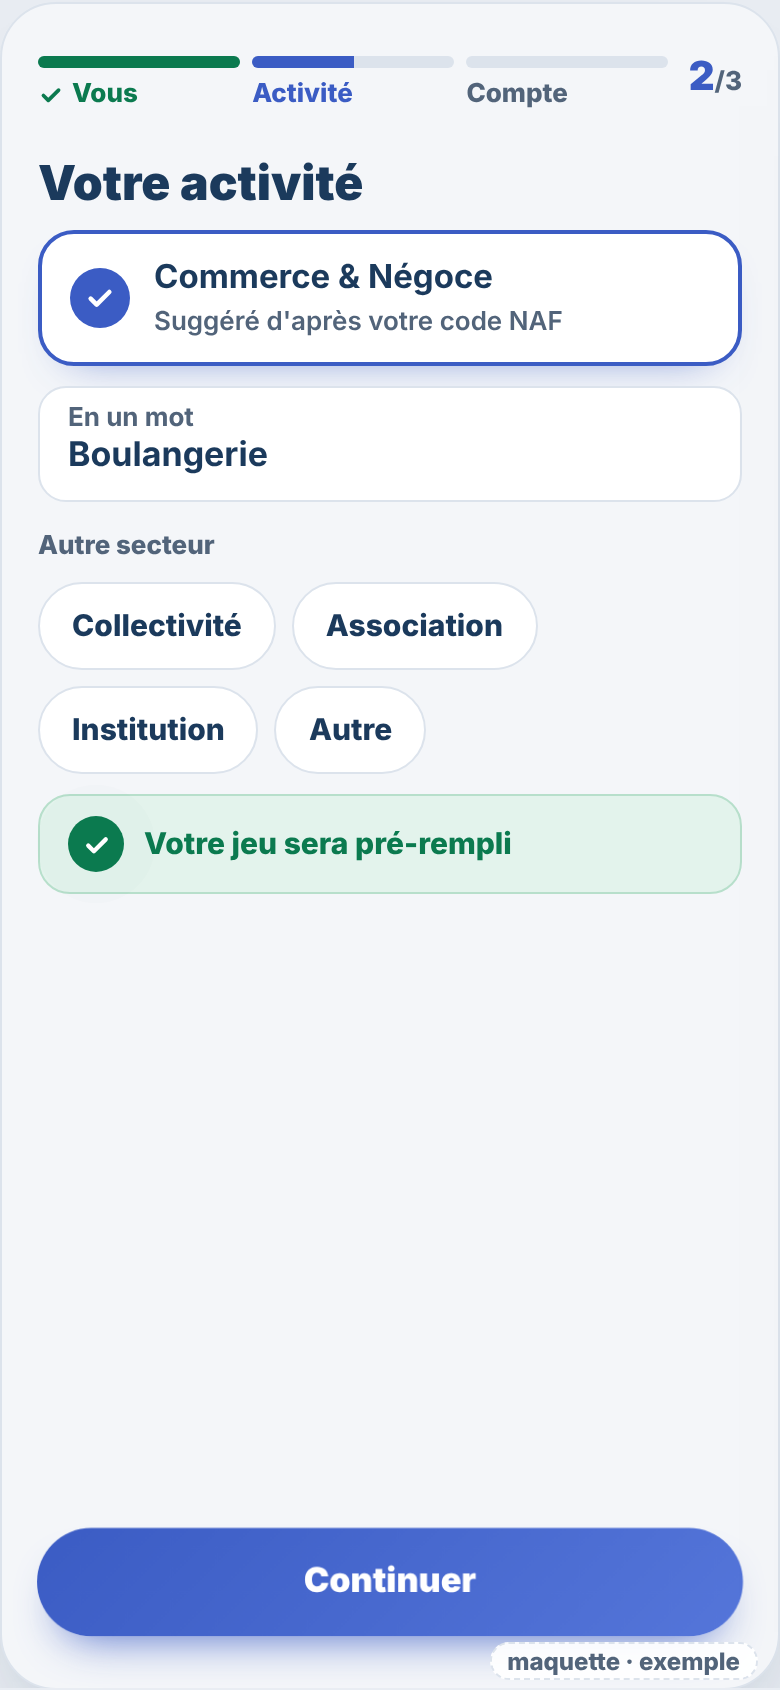 Vous
Activité
Compte
2/3
Votre activité
Commerce & Négoce
Suggéré d'après votre code NAF
En un mot
Boulangerie
Autre secteur
Collectivité
Association
Institution
Autre
Votre jeu sera pré-rempli
Continuer
maquette · exemple